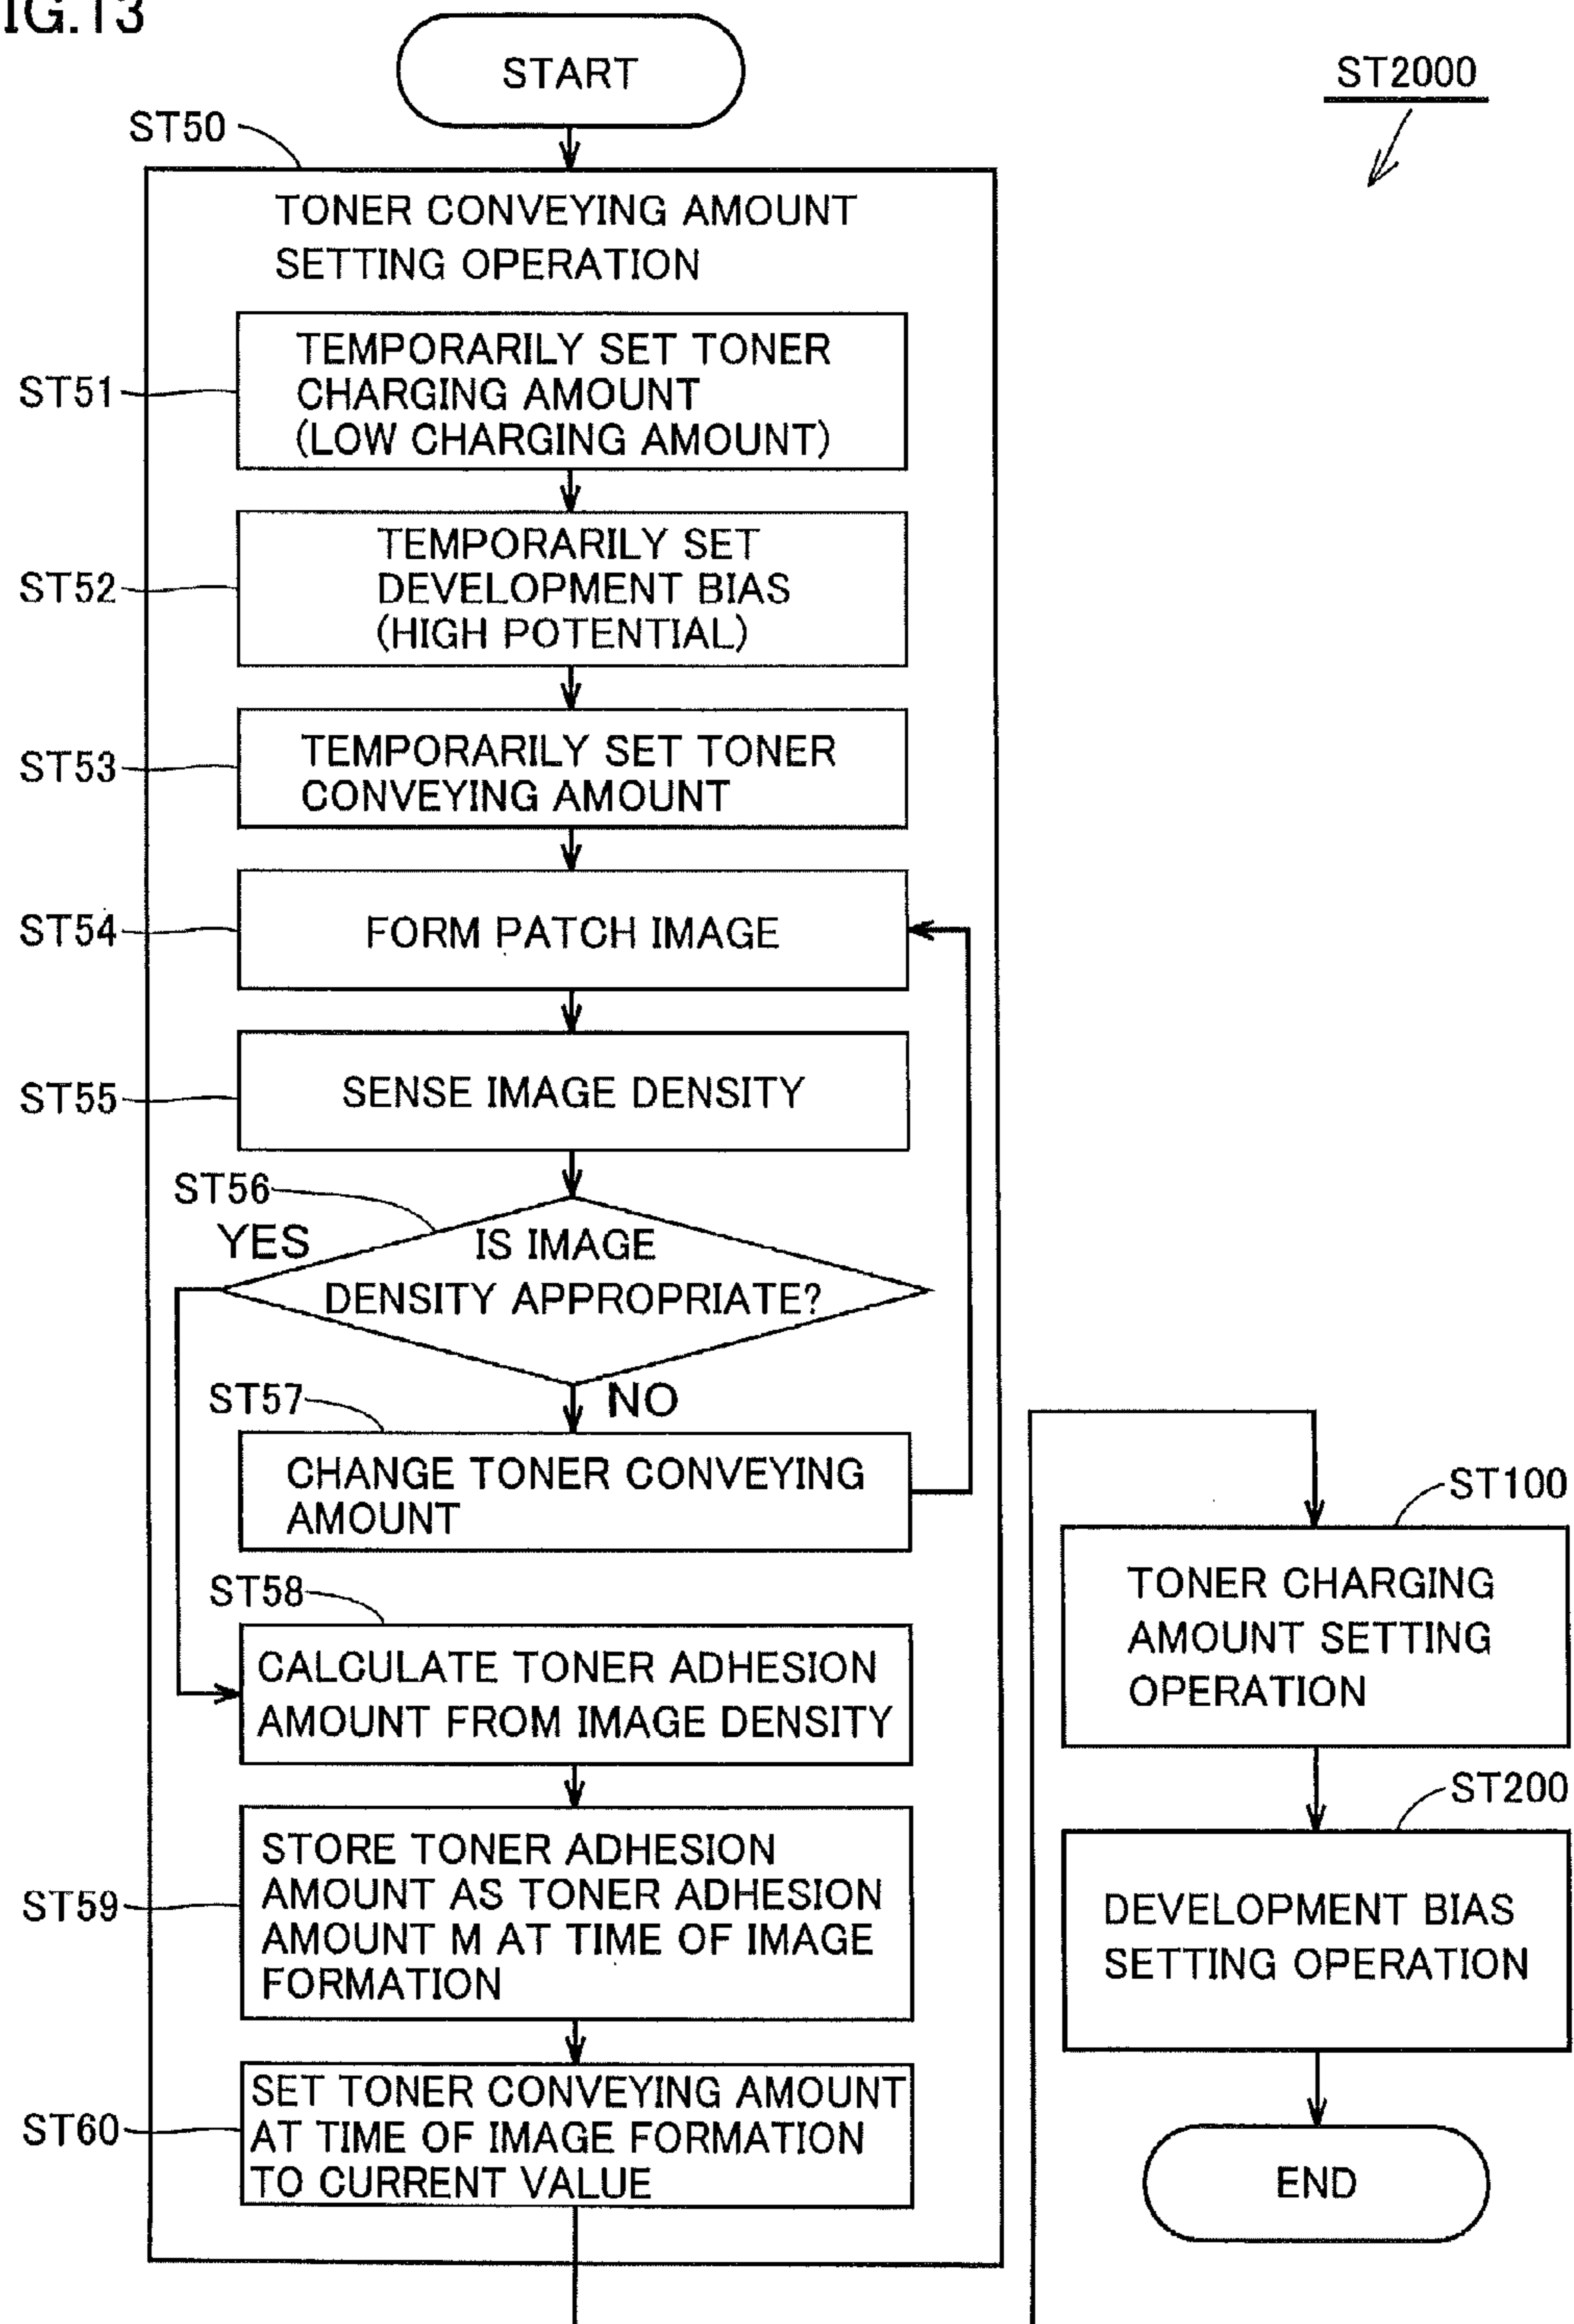 IG.13
START
ST2000
ST50
TONER CONVEYING AMOUNT
SETTING OPERATION
ST51
TEMPORARILY SET TONER
CHARGING AMOUNT
(LOW CHARGING AMOUNT)
ST52
TEMPORARILY SET
DEVELOPMENT BIAS
(HIGH POTENTIAL)
ST53
TEMPORARILY SET TONER
CONVEYING AMOUNT
ST54
FORM PATCH IMAGE
ST55
SENSE IMAGE DENSITY
ST56
YES
IS IMAGE
DENSITY APPROPRIATE?
NO
ST57
CHANGE TONER CONVEYING
AMOUNT
ST58
CALCULATE TONER ADHESION
AMOUNT FROM IMAGE DENSITY
ST59
STORE TONER ADHESION
AMOUNT AS TONER ADHESION
AMOUNT M AT TIME OF IMAGE
FORMATION
ST60
SET TONER CONVEYING AMOUNT
AT TIME OF IMAGE FORMATION
TO CURRENT VALUE
ST100
TONER CHARGING
AMOUNT SETTING
OPERATION
ST200
DEVELOPMENT BIAS
SETTING OPERATION
END